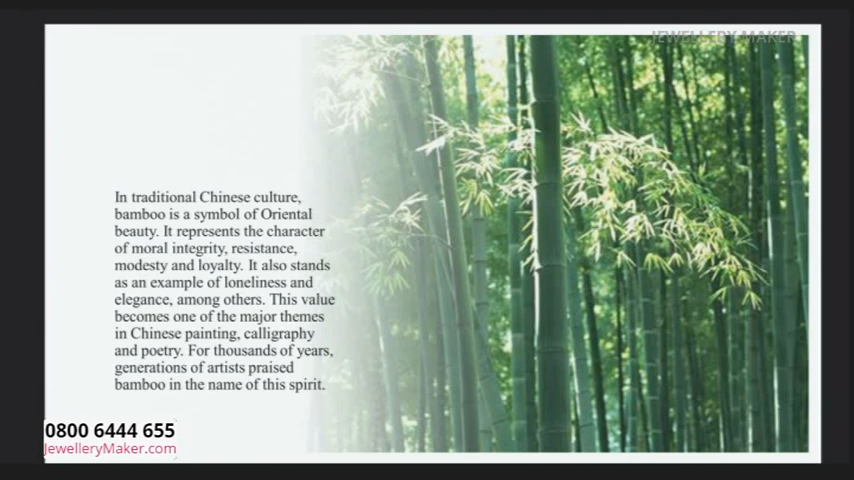 JEWELLERY MAKER
In traditional Chinese culture,
bamboo is a symbol of Oriental
beauty. It represents the character
of moral integrity, resistance,
modesty and loyalty. It also stands
as an example of loneliness and
elegance, among others. This value
becomes one of the major themes
in Chinese painting, calligraphy
and poetry. For thousands of years,
generations of artists praised
bamboo in the name of this spirit.
0800 6444 655
JewelleryMaker.com